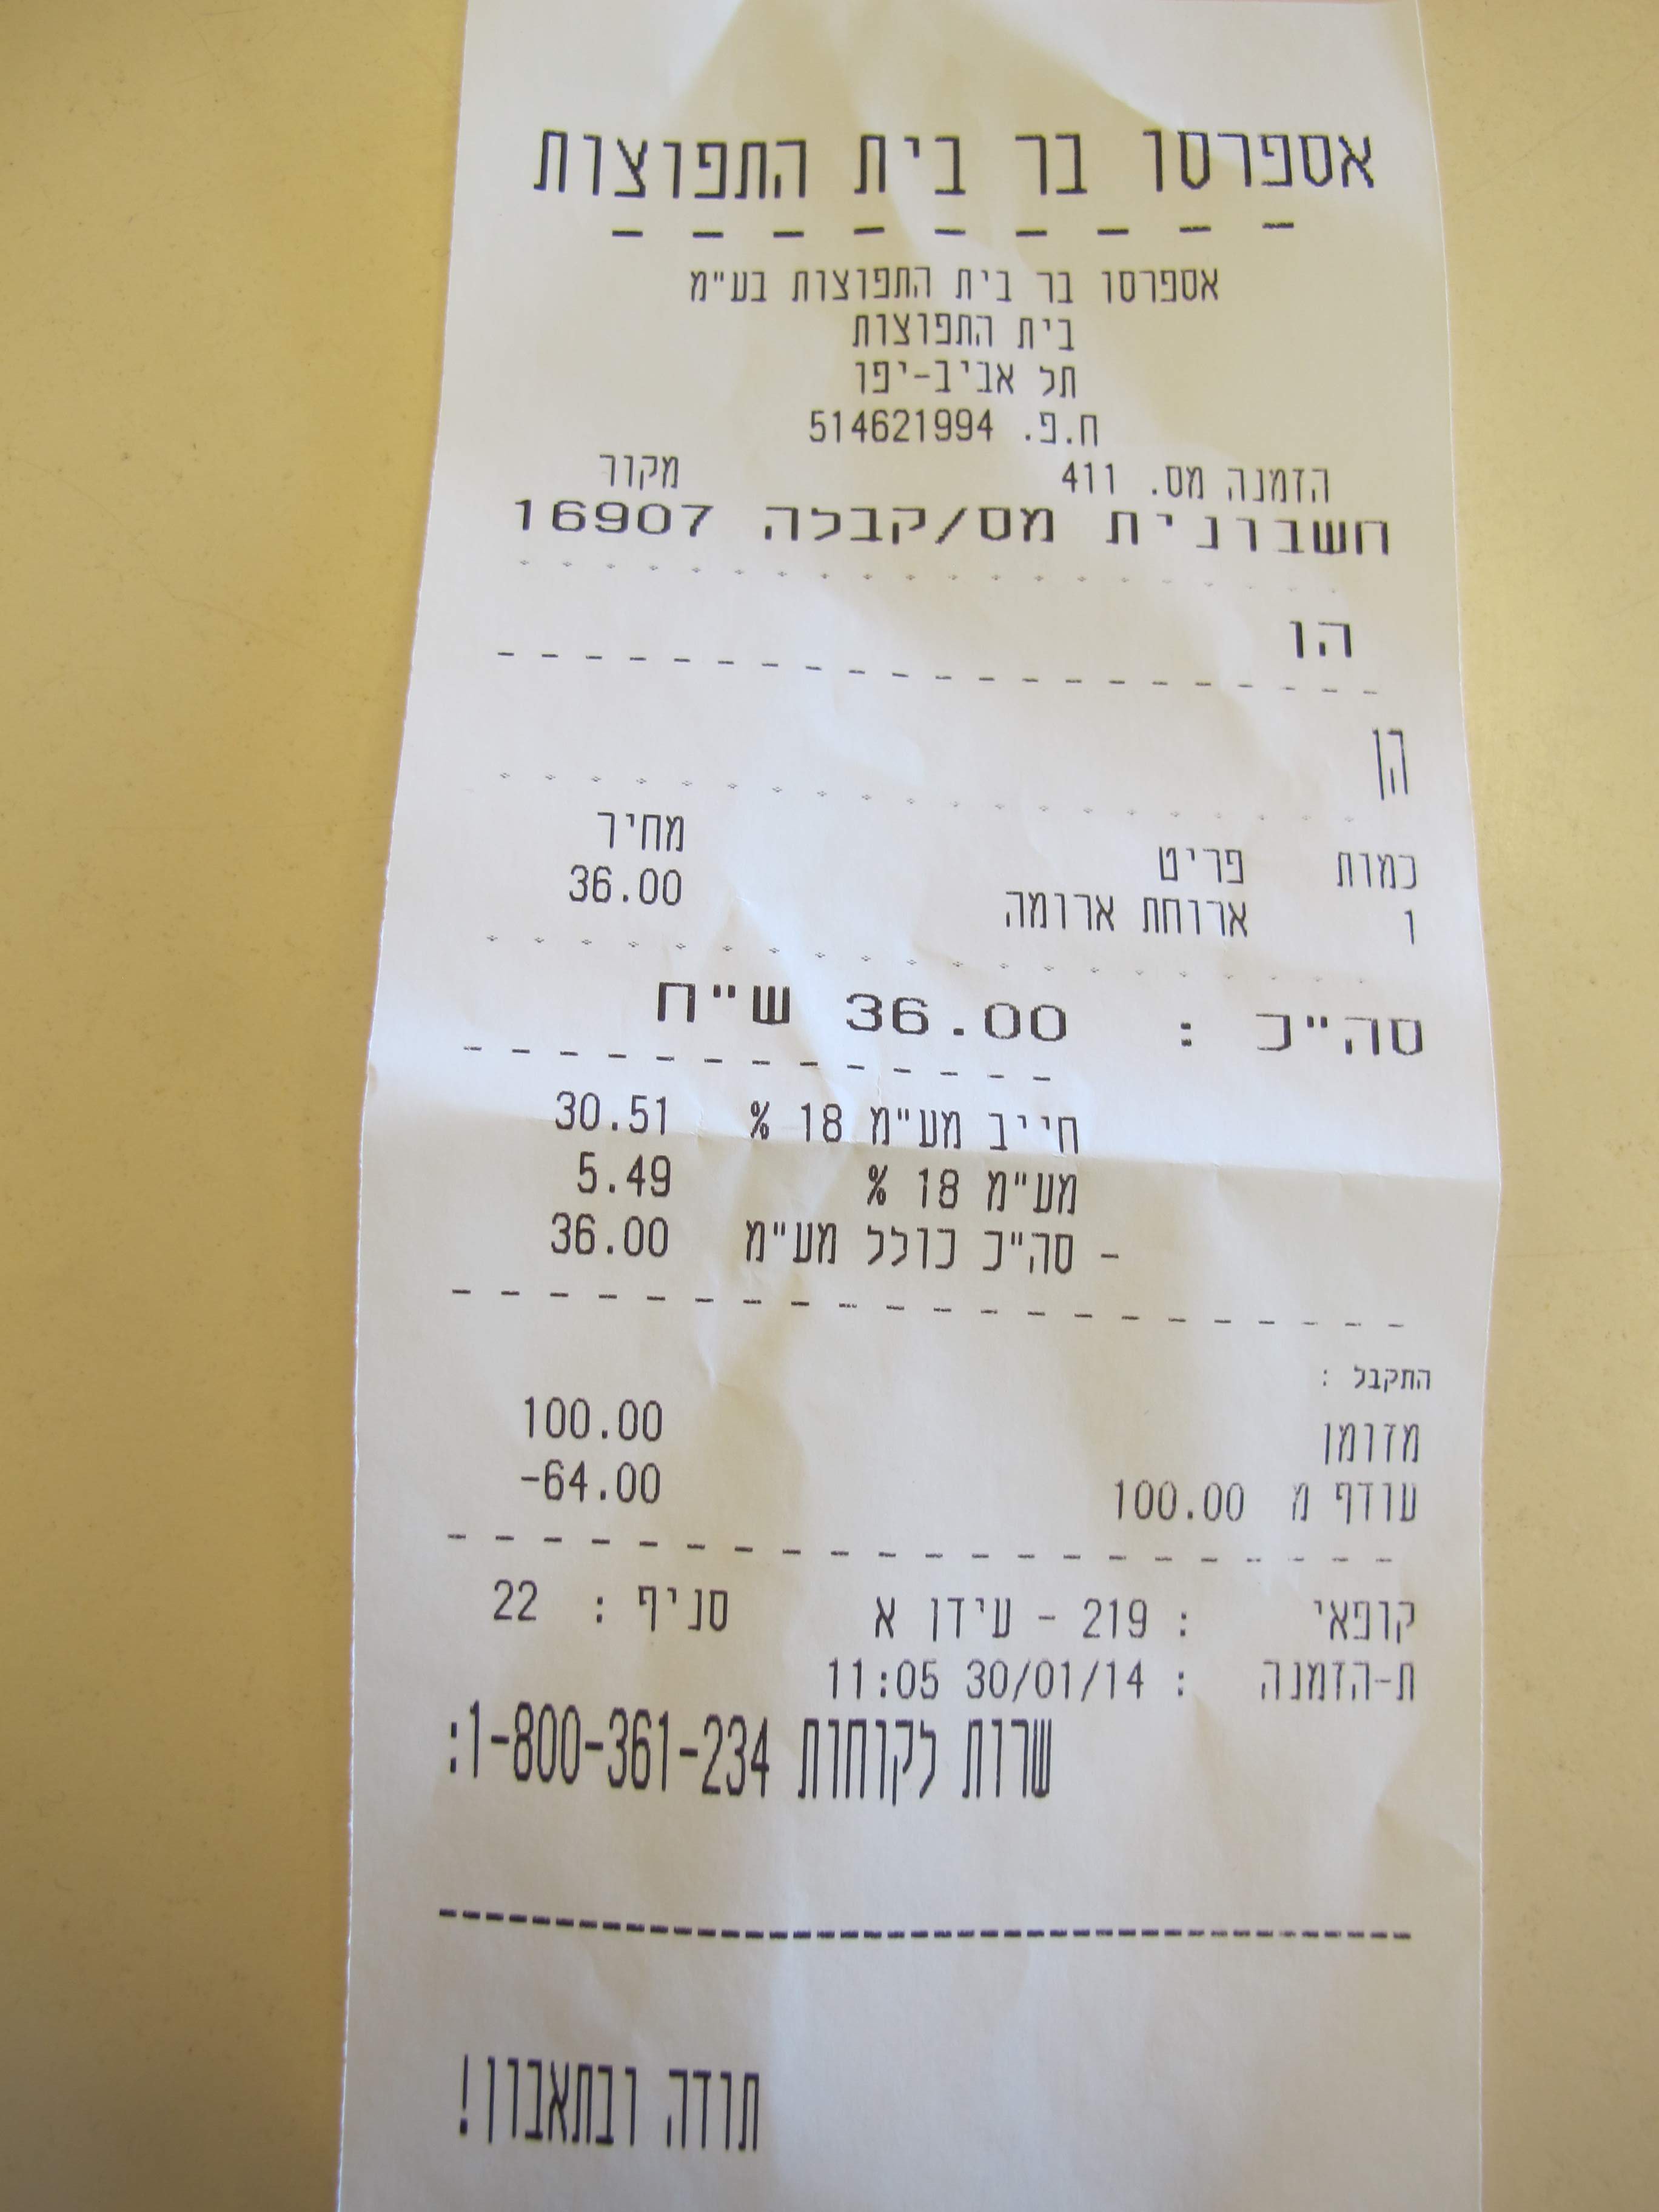 אספרסו בר בית התפוצות
אספרסו בר בית התפוצות בע"מ
בית התפוצות
תל אביב-יפו
ח.פ. 514621994
הזמנה מס. 411 מקור
חשבונית מס/קבלה 16907
הו
הן
כמות פריט מחיר
1 ארוחת ארומה 36.00
סה"כ : 36.00 ש"ח
חייב מע"מ 18 % 30.51
מע"מ 18 % 5.49
- סה"כ כולל מע"מ 36.00
התקבל :
מזומן 100.00
עודף מ 100.00 -64.00
קופאי : 219 - עידן א סניף : 22
ת-הזמנה : 30/01/14 11:05
שרות לקוחות 1-800-361-234:
תודה ובתאבון!